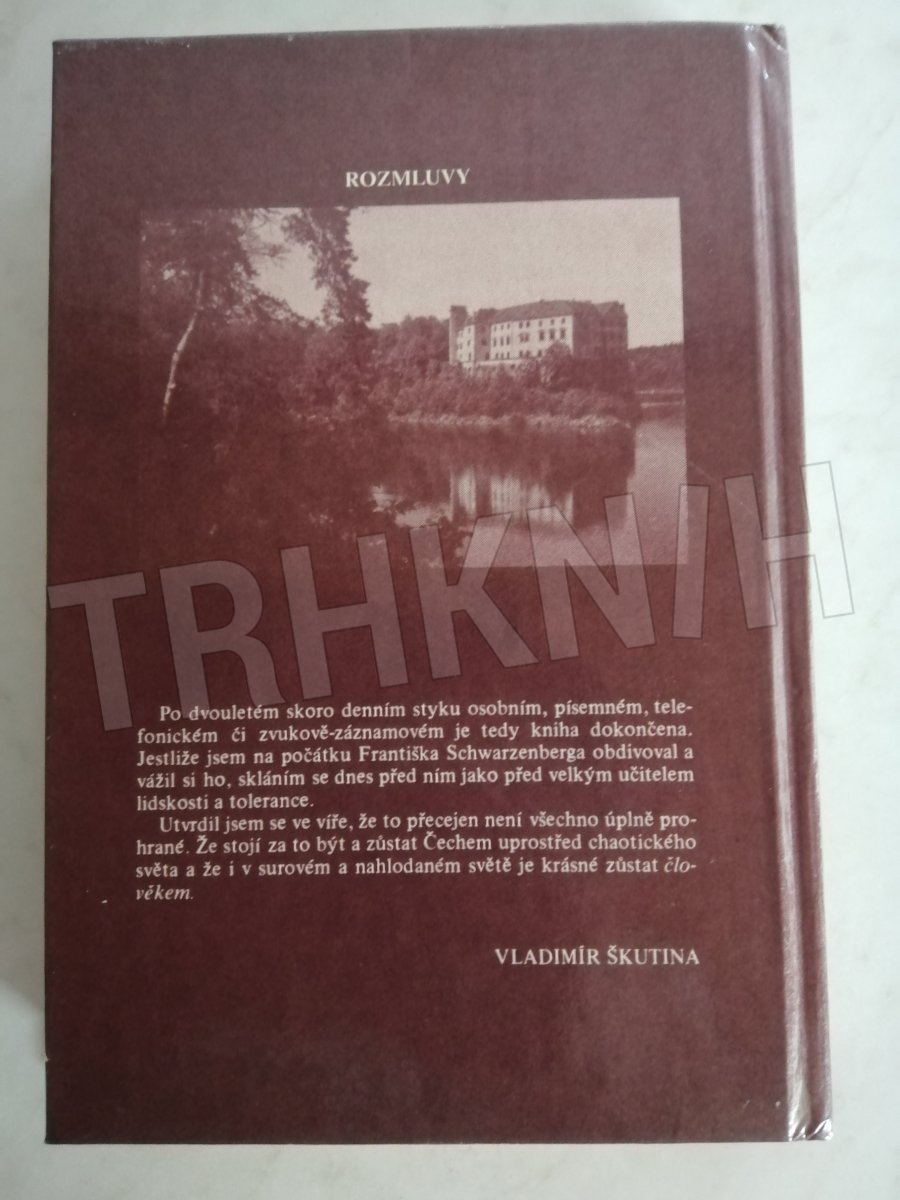 ROZMLUVY
TRHKNIH
Po dvouletém skoro denním styku osobním, písemném, tele-
fonickém či zvukově-záznamovém je tedy kniha dokončena.
Jestliže jsem na počátku Františka Schwarzenberga obdivoval a
vážil si ho, skláním se dnes před ním jako před velkým učitelem
lidskosti a tolerance.
Utvrdil jsem se ve víře, že to přecejen není všechno úplně pro-
hrané. Že stojí za to být a zůstat Čechem uprostřed chaotického
světa a že i v surovém a nahlodaném světě je krásné zůstat člo-
věkem.
VLADIMÍR ŠKUTINA